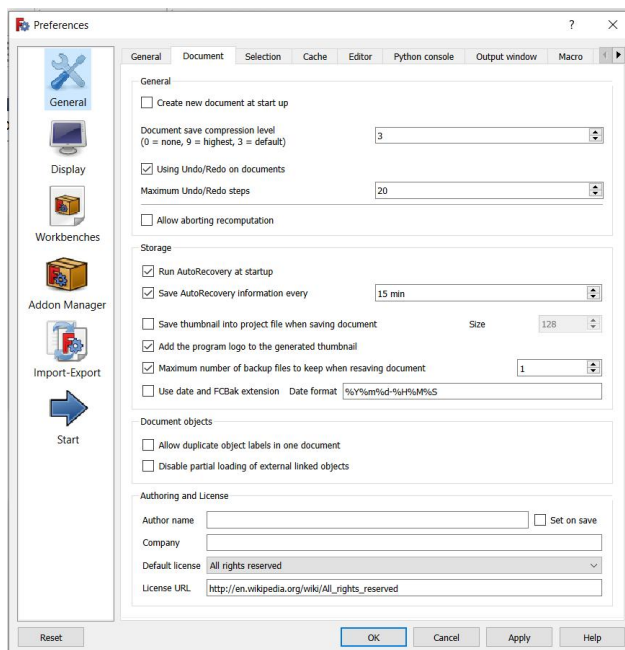 Preferences
?
General
Document
Selection
Cache
Editor
Python console
Output window
Macro
General
Display
Workbenches
Addon Manager
Import-Export
Start
General
Create new document at start up
Document save compression level
(0 = none, 9 = highest, 3 = default)
3
Using Undo/Redo on documents
Maximum Undo/Redo steps
20
Allow aborting recomputation
Storage
Run AutoRecovery at startup
Save AutoRecovery information every
15 min
Save thumbnail into project file when saving document
Size
128
Add the program logo to the generated thumbnail
Maximum number of backup files to keep when resaving document
1
Use date and FCBak extension
Date format
%Y%m%d-%H%M%S
Document objects
Allow duplicate object labels in one document
Disable partial loading of external linked objects
Authoring and License
Author name
Set on save
Company
Default license
All rights reserved
License URL
http://en.wikipedia.org/wiki/All_rights_reserved
Reset
OK
Cancel
Apply
Help